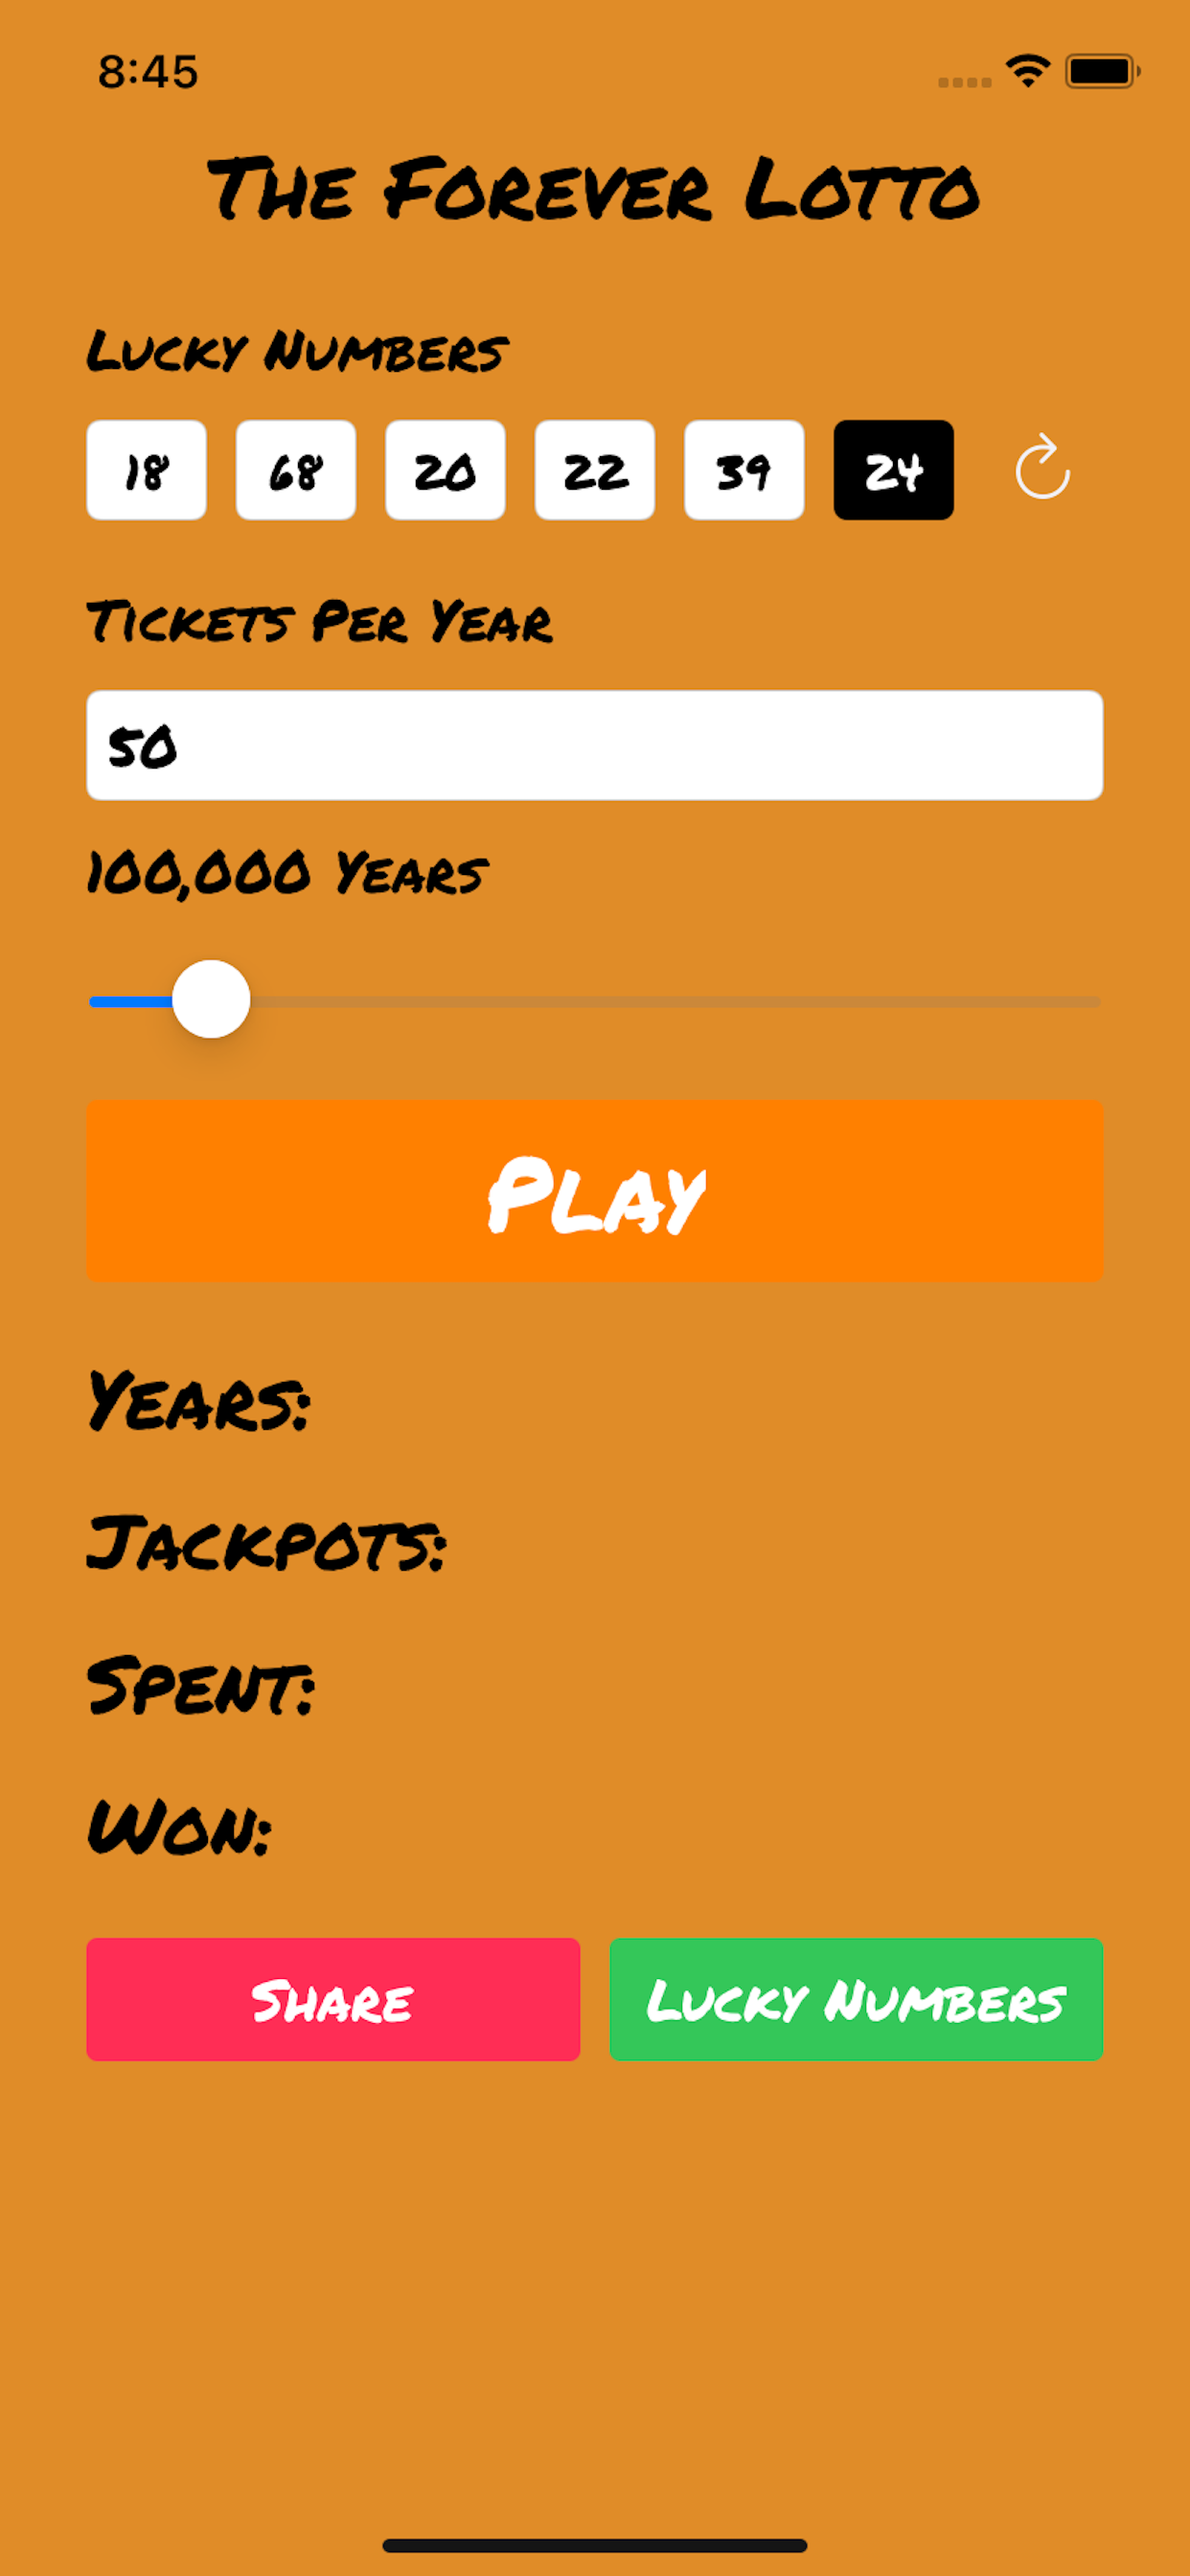 8:45
The Forever Lotto
Lucky Numbers
18 68 20 22 39 24
Tickets Per Year
50
100,000 Years
Play
Years:
Jackpots:
Spent:
Won:
Share Lucky Numbers